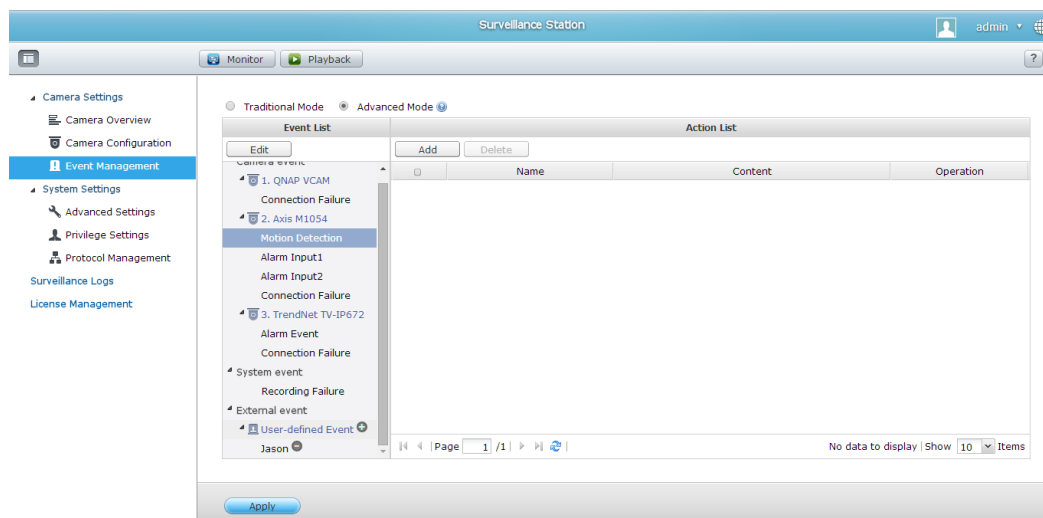 Surveillance Station
admin
Monitor Playback ?
Camera Settings
Camera Overview
Camera Configuration
Event Management
System Settings
Advanced Settings
Privilege Settings
Protocol Management
Surveillance Logs
License Management
Traditional Mode Advanced Mode
Event List Action List
Edit Add Delete
Camera event
Name Content Operation
1. QNAP VCAM
Connection Failure
2. Axis M1054
Motion Detection
Alarm Input1
Alarm Input2
Connection Failure
3. TrendNet TV-IP672
Alarm Event
Connection Failure
System event
Recording Failure
External event
User-defined Event
Jason
Page 1 /1 No data to display Show 10 Items
Apply